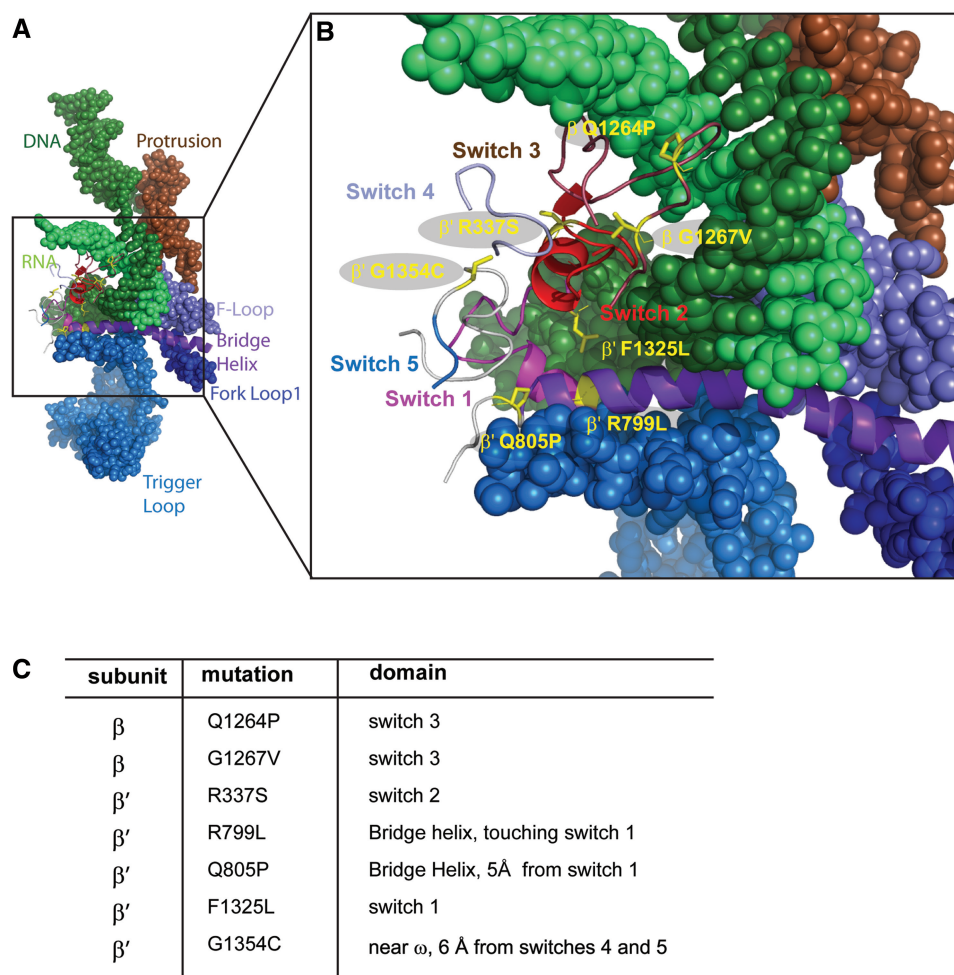 A
DNA
Protrusion
RNA
F-Loop
Bridge
Helix
Fork Loop1
Trigger
Loop
B
β Q1264P
Switch 3
Switch 4
β' R337S
β G1267V
β' G1354C
Switch 2
β' F1325L
Switch 5
Switch 1
β' R799L
β' Q805P
C
subunit mutation domain
β Q1264P switch 3
β G1267V switch 3
β′ R337S switch 2
β′ R799L Bridge helix, touching switch 1
β′ Q805P Bridge Helix, 5Å from switch 1
β′ F1325L switch 1
β′ G1354C near ω, 6 Å from switches 4 and 5